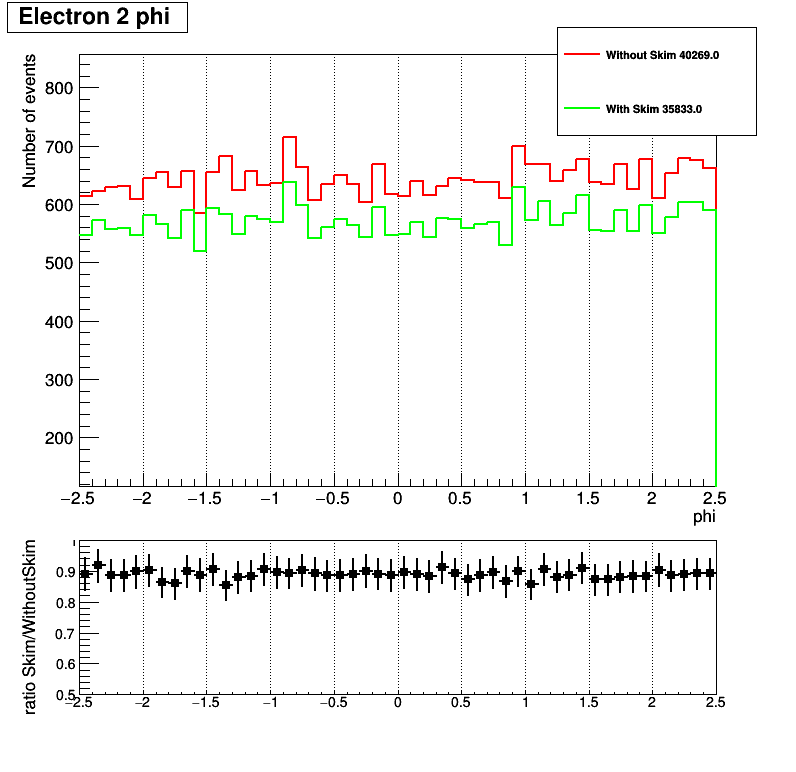 Electron 2 phi
Without Skim 40269.0
With Skim 35833.0
Number of events
800
700
600
500
400
300
200
−2.5 −2 −1.5 −1 −0.5 0 0.5 1 1.5 2 2.5
phi
ratio Skim/WithoutSkim
1
0.9
0.8
0.7
0.6
0.5
−2.5 −2 −1.5 −1 −0.5 0 0.5 1 1.5 2 2.5